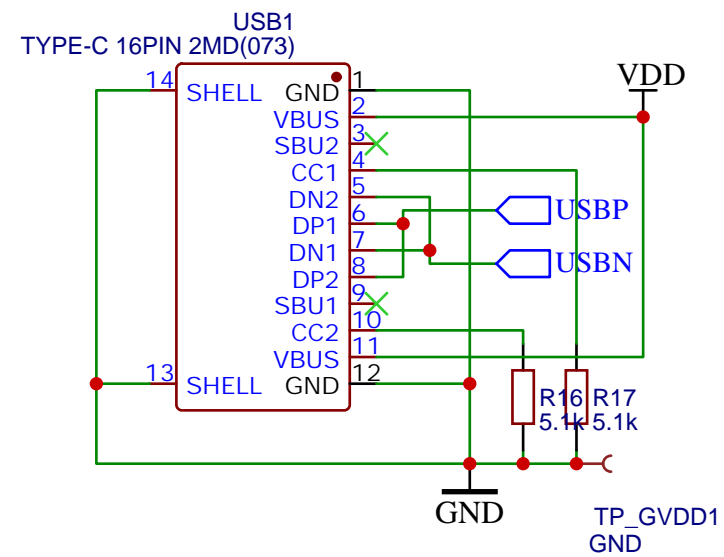 USB1
TYPE-C 16PIN 2MD(073)
14 SHELL GND 1
VDD
VBUS 2
SBU2 3
CC1 4
DN2 5
DP1 6
USBP
DN1 7
DP2 8
USBN
SBU1 9
CC2 10
VBUS 11
13 SHELL GND 12
R16 R17
5.1k 5.1k
GND
TP_GVDD1
GND